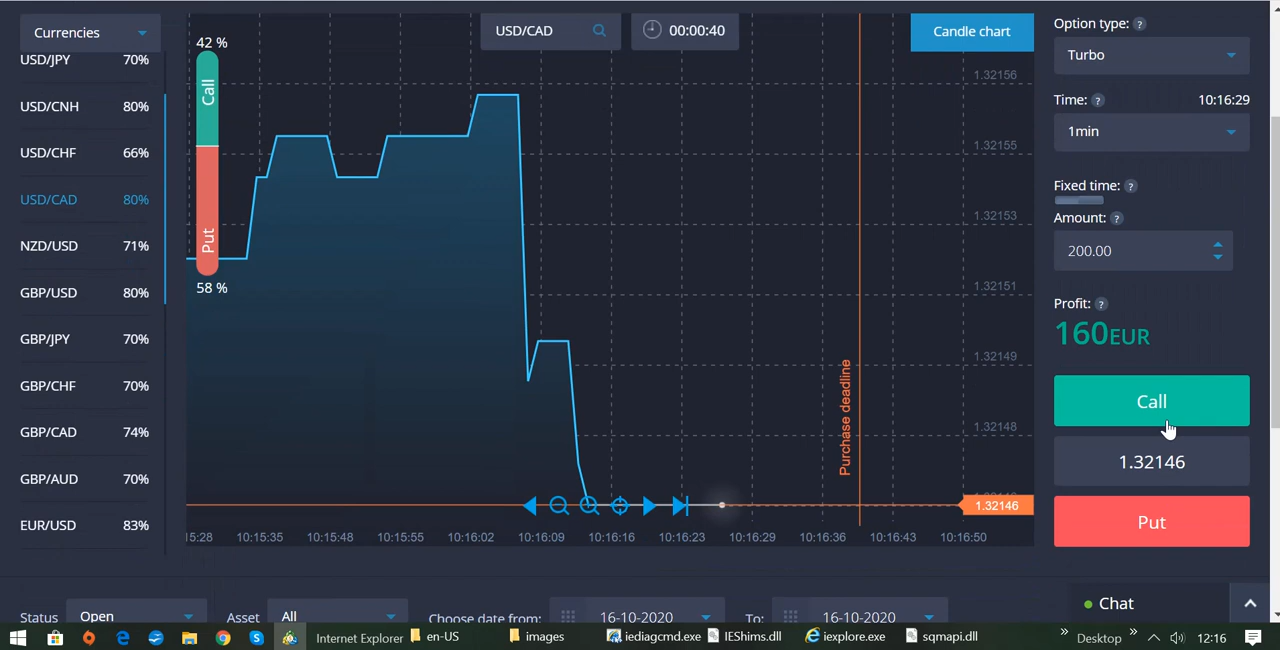 Currencies
USD/JPY 70%
USD/CNH 80%
USD/CHF 66%
USD/CAD 80%
NZD/USD 71%
GBP/USD 80%
GBP/JPY 70%
GBP/CHF 70%
GBP/CAD 74%
GBP/AUD 70%
EUR/USD 83%
42 %
Call
Put
58 %
USD/CAD
00:00:40
Candle chart
1.32156
1.32155
1.32153
1.32151
1.32149
1.32148
1.32146
Purchase deadline
15:28 10:15:35 10:15:48 10:15:55 10:16:02 10:16:09 10:16:16 10:16:23 10:16:29 10:16:36 10:16:43 10:16:50
Option type: ?
Turbo
Time: ? 10:16:29
1min
Fixed time: ?
Amount: ?
200.00
Profit: ?
160EUR
Call
1.32146
Put
Status Open Asset All Choose date from: 16-10-2020 To: 16-10-2020
Chat
Internet Explorer en-US images iediagcmd.exe IEShims.dll iexplore.exe sqmapi.dll » Desktop » 12:16